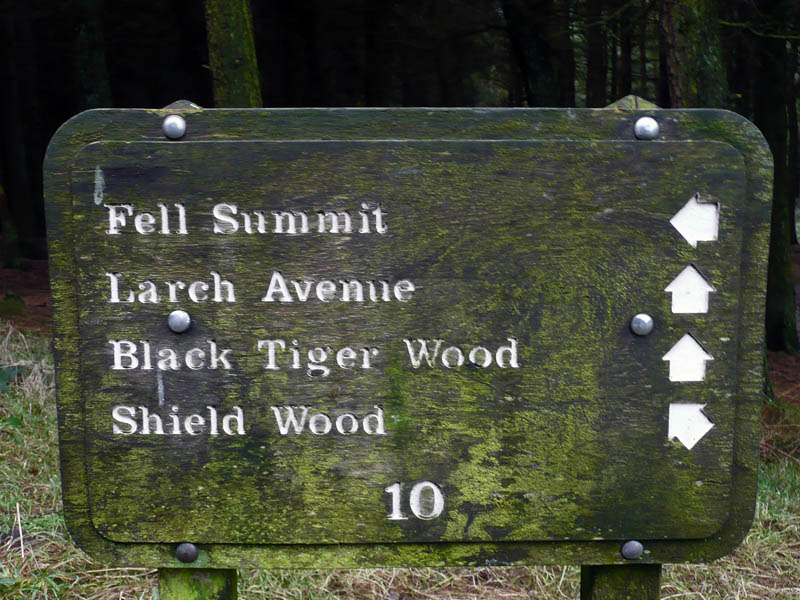 Fell Summit
Larch Avenue
Black Tiger Wood
Shield Wood
10